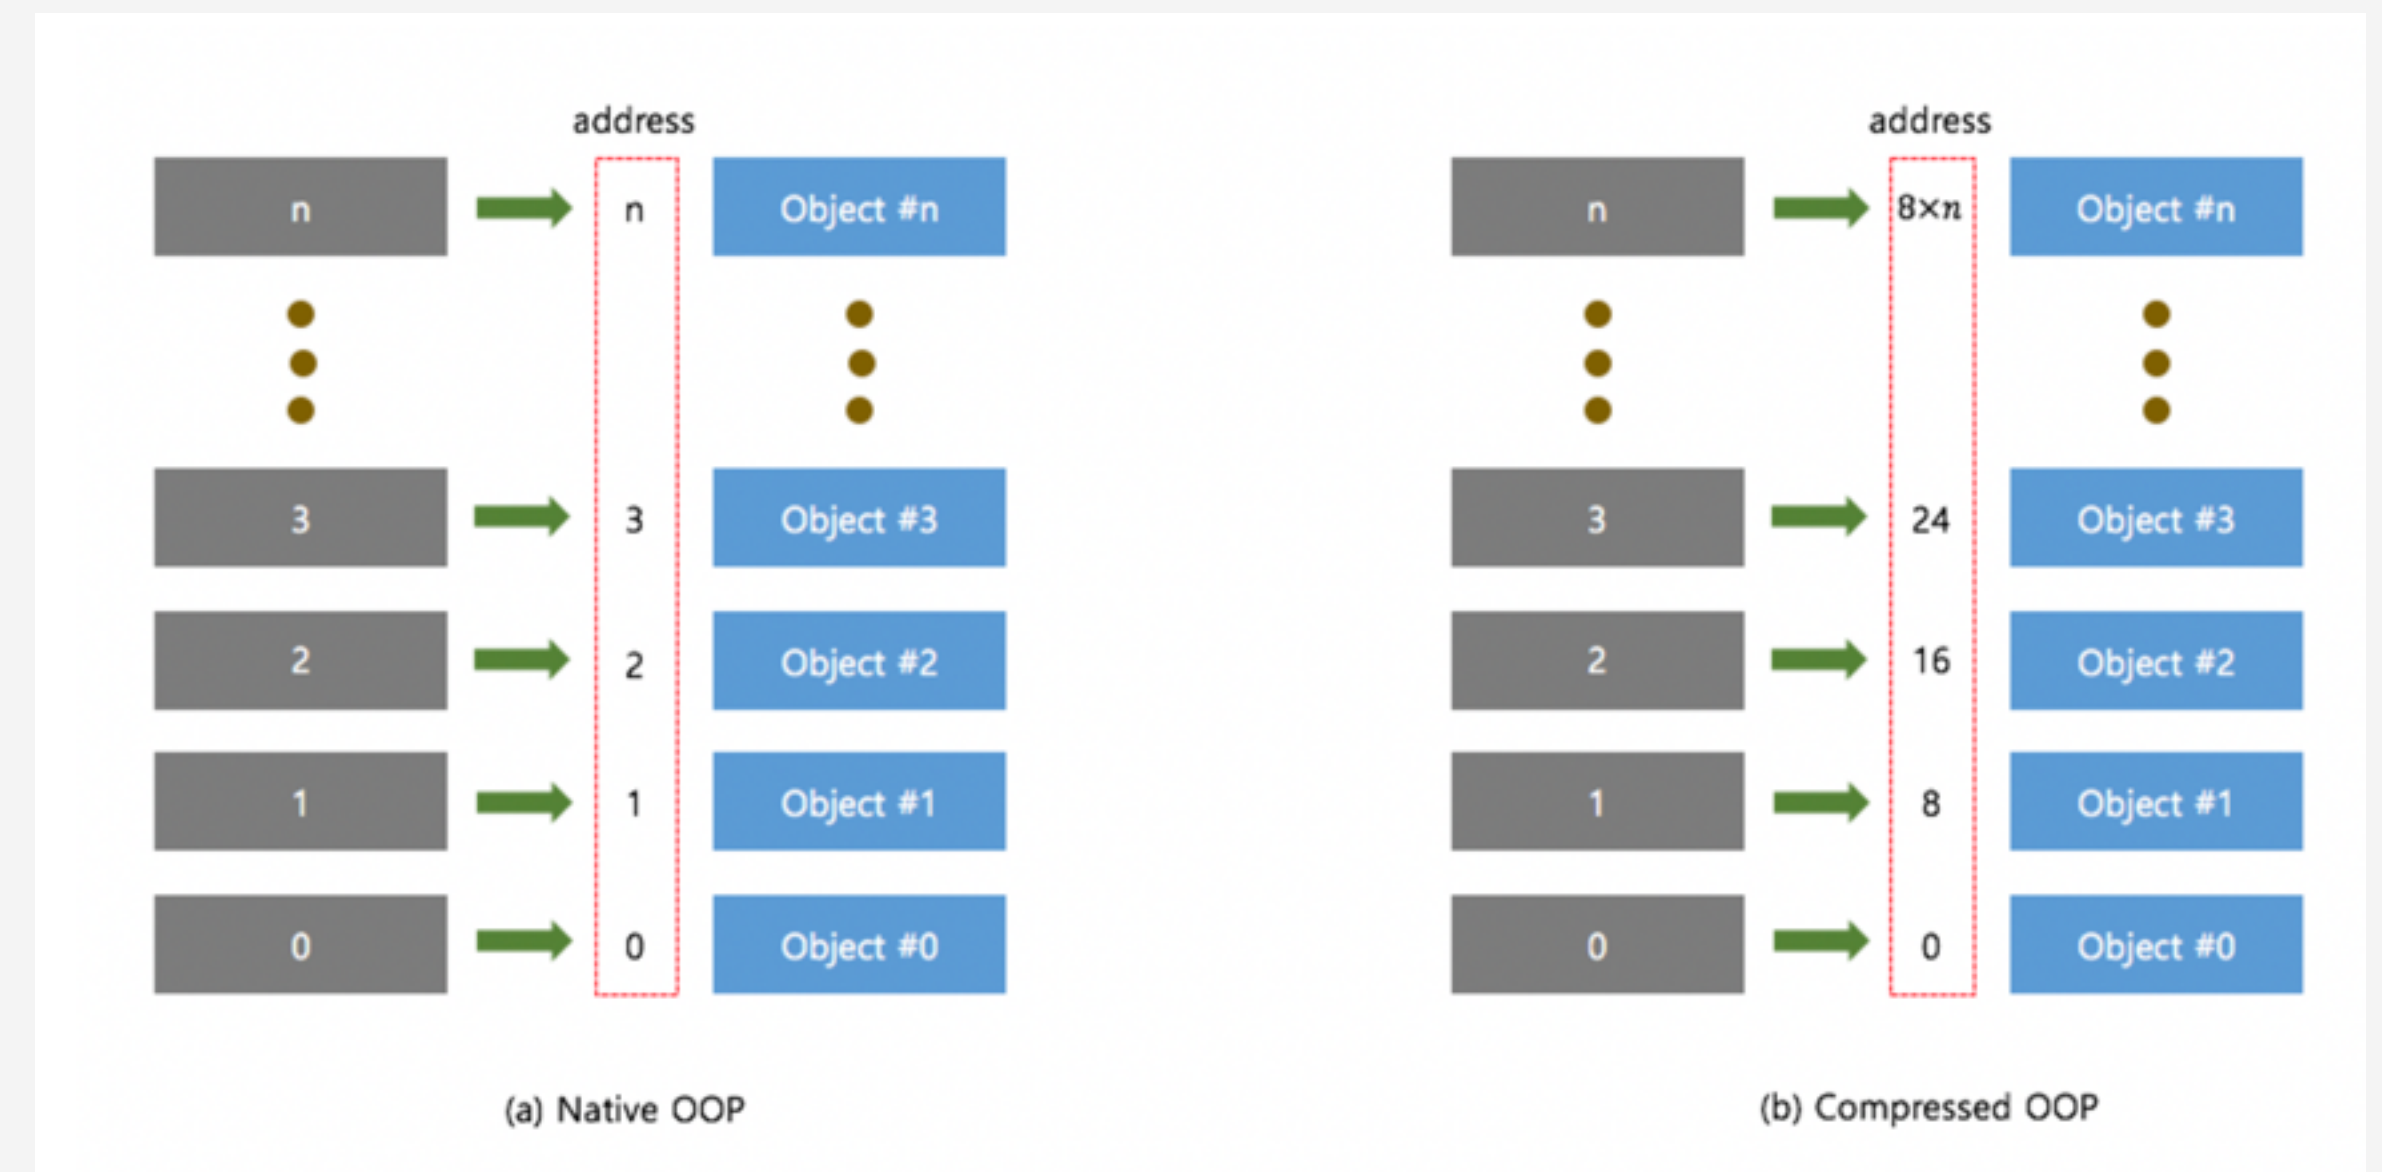 address
n n Object #n
3 3 Object #3
2 2 Object #2
1 1 Object #1
0 0 Object #0
(a) Native OOP
address
n 8×n Object #n
3 24 Object #3
2 16 Object #2
1 8 Object #1
0 0 Object #0
(b) Compressed OOP